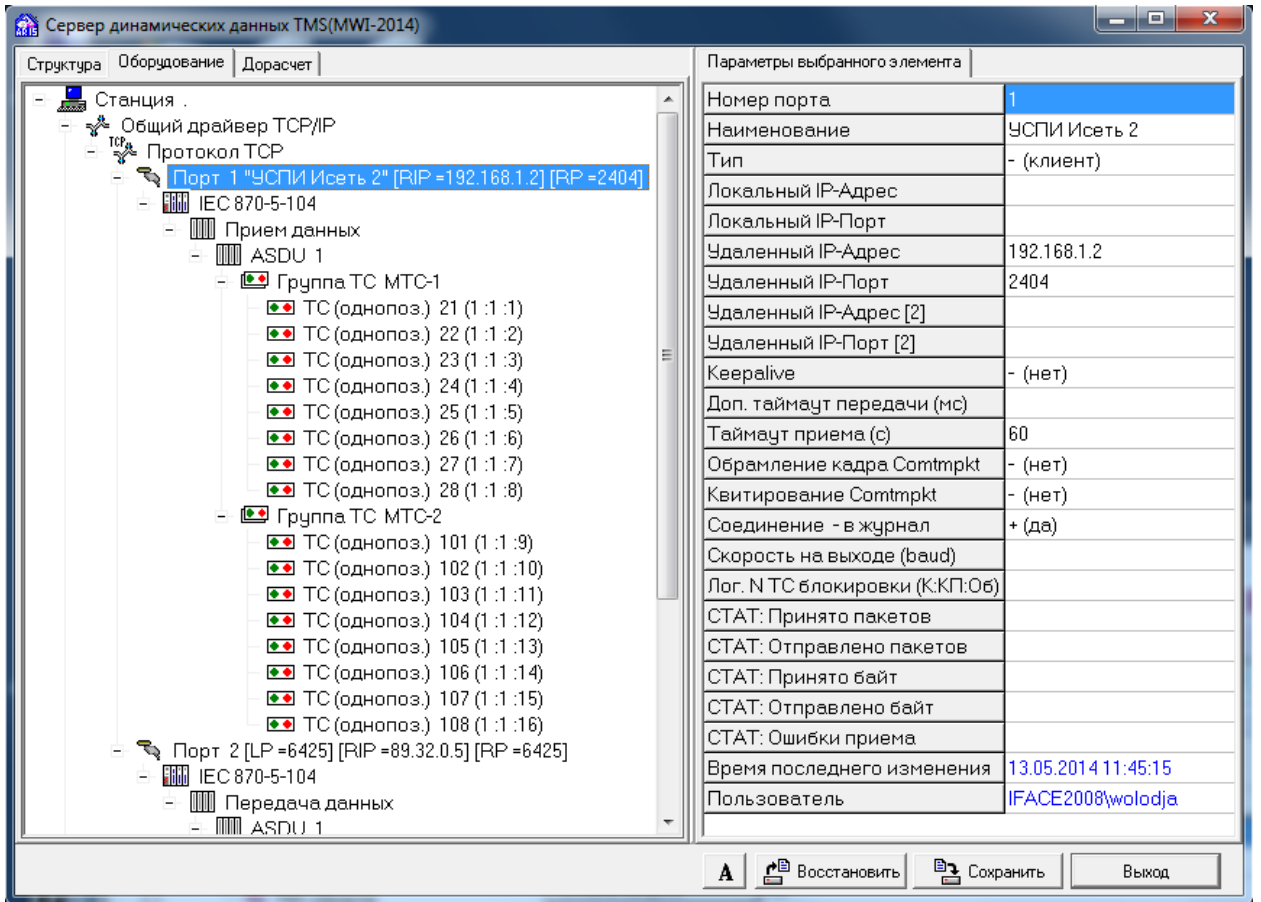 ARIS
Сервер динамических данных TMS(MWI-2014)
Структура Оборудование Дорасчет
Станция .
Общий драйвер TCP/IP
TCP Протокол TCP
Порт 1 "УСПИ Исеть 2" [RIP =192.168.1.2] [RP =2404]
IEC 870-5-104
Прием данных
ASDU 1
Группа ТС МТС-1
ТС (однопоз.) 21 (1 :1 :1)
ТС (однопоз.) 22 (1 :1 :2)
ТС (однопоз.) 23 (1 :1 :3)
ТС (однопоз.) 24 (1 :1 :4)
ТС (однопоз.) 25 (1 :1 :5)
ТС (однопоз.) 26 (1 :1 :6)
ТС (однопоз.) 27 (1 :1 :7)
ТС (однопоз.) 28 (1 :1 :8)
Группа ТС МТС-2
ТС (однопоз.) 101 (1 :1 :9)
ТС (однопоз.) 102 (1 :1 :10)
ТС (однопоз.) 103 (1 :1 :11)
ТС (однопоз.) 104 (1 :1 :12)
ТС (однопоз.) 105 (1 :1 :13)
ТС (однопоз.) 106 (1 :1 :14)
ТС (однопоз.) 107 (1 :1 :15)
ТС (однопоз.) 108 (1 :1 :16)
Порт 2 [LP =6425] [RIP =89.32.0.5] [RP =6425]
IEC 870-5-104
Передача данных
ASDU 1
Параметры выбранного элемента
Номер порта 1
Наименование УСПИ Исеть 2
Тип - (клиент)
Локальный IP-Адрес
Локальный IP-Порт
Удаленный IP-Адрес 192.168.1.2
Удаленный IP-Порт 2404
Удаленный IP-Адрес [2]
Удаленный IP-Порт [2]
Keepalive - (нет)
Доп. таймаут передачи (мс)
Таймаут приема (с) 60
Обрамление кадра Comtmpkt - (нет)
Квитирование Comtmpkt - (нет)
Соединение - в журнал + (да)
Скорость на выходе (baud)
Лог. N ТС блокировки (К:КП:Об)
СТАТ: Принято пакетов
СТАТ: Отправлено пакетов
СТАТ: Принято байт
СТАТ: Отправлено байт
СТАТ: Ошибки приема
Время последнего изменения 13.05.2014 11:45:15
Пользователь IFACE2008\wolodja
A Восстановить Сохранить Выход